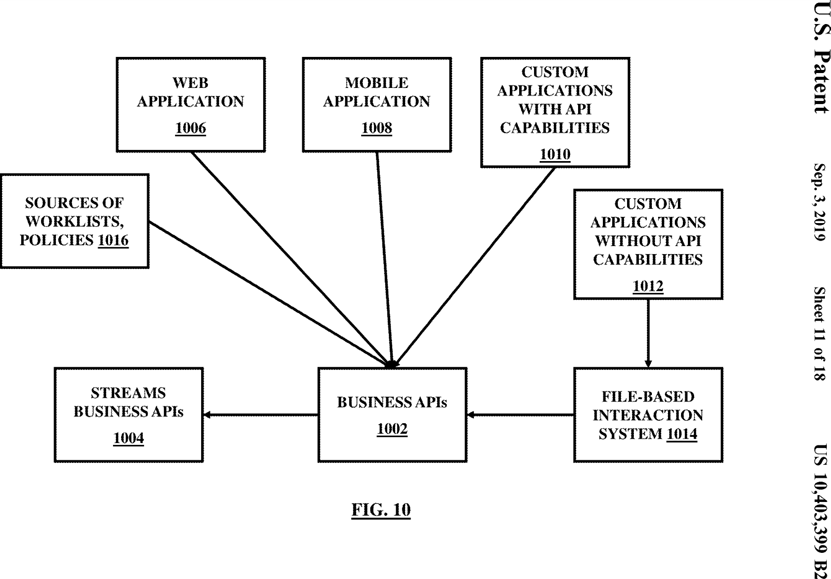 U.S. Patent
Sep. 3, 2019
Sheet 11 of 18
US 10,403,399 B2
WEB
APPLICATION
1006
MOBILE
APPLICATION
1008
CUSTOM
APPLICATIONS
WITH API
CAPABILITIES
1010
SOURCES OF
WORKLISTS,
POLICIES 1016
CUSTOM
APPLICATIONS
WITHOUT API
CAPABILITIES
1012
STREAMS
BUSINESS APIs
1004
BUSINESS APIs
1002
FILE-BASED
INTERACTION
SYSTEM 1014
FIG. 10